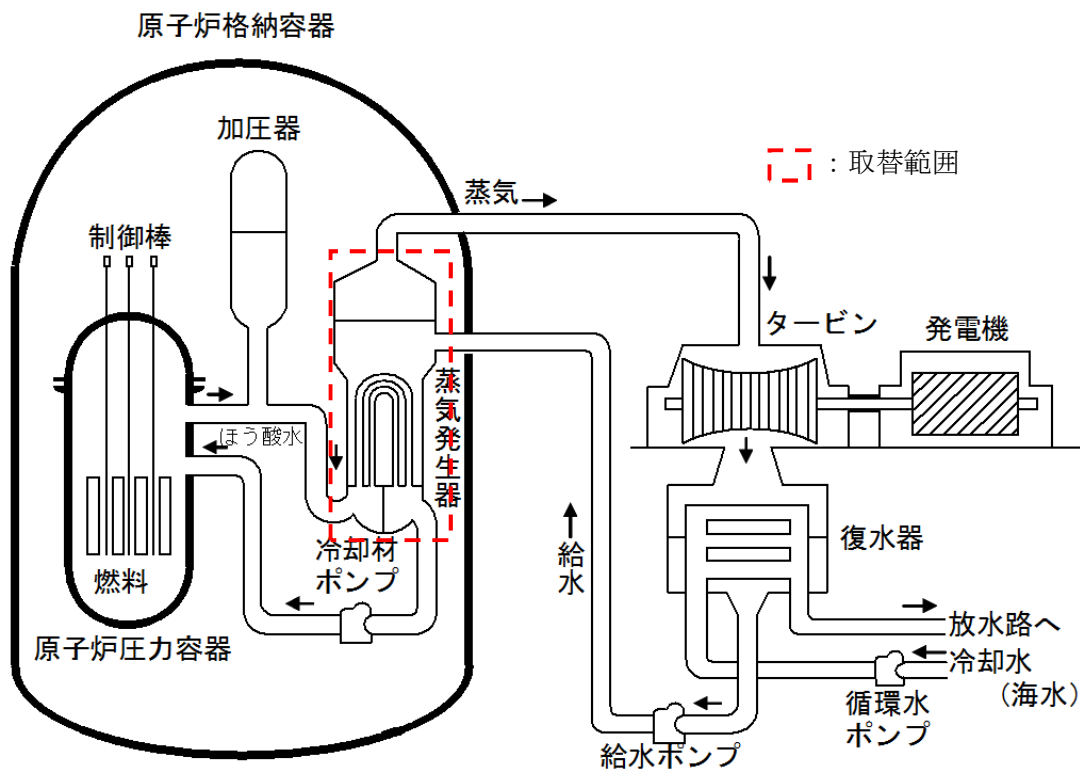 原子炉格納容器
加圧器
：取替範囲
蒸気
制御棒
タービン
発電機
ほう酸水
蒸気発生器
冷却材
ポンプ
燃料
原子炉圧力容器
給水
復水器
放水路へ
冷却水
（海水）
循環水
ポンプ
給水ポンプ